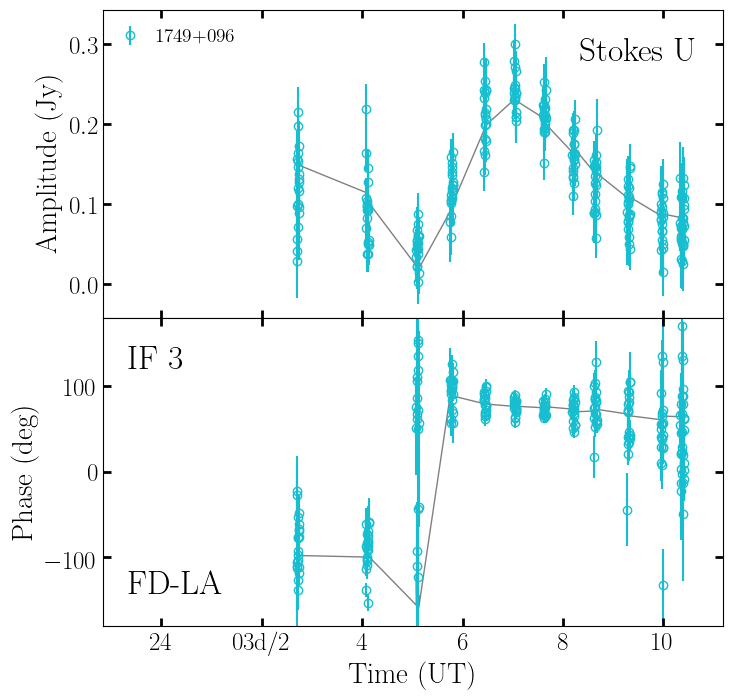 1749+096
Stokes U
Amplitude (Jy)
0.3
0.2
0.1
0.0
IF 3
FD-LA
Phase (deg)
100
0
−100
24
03d/2
4
6
8
10
Time (UT)